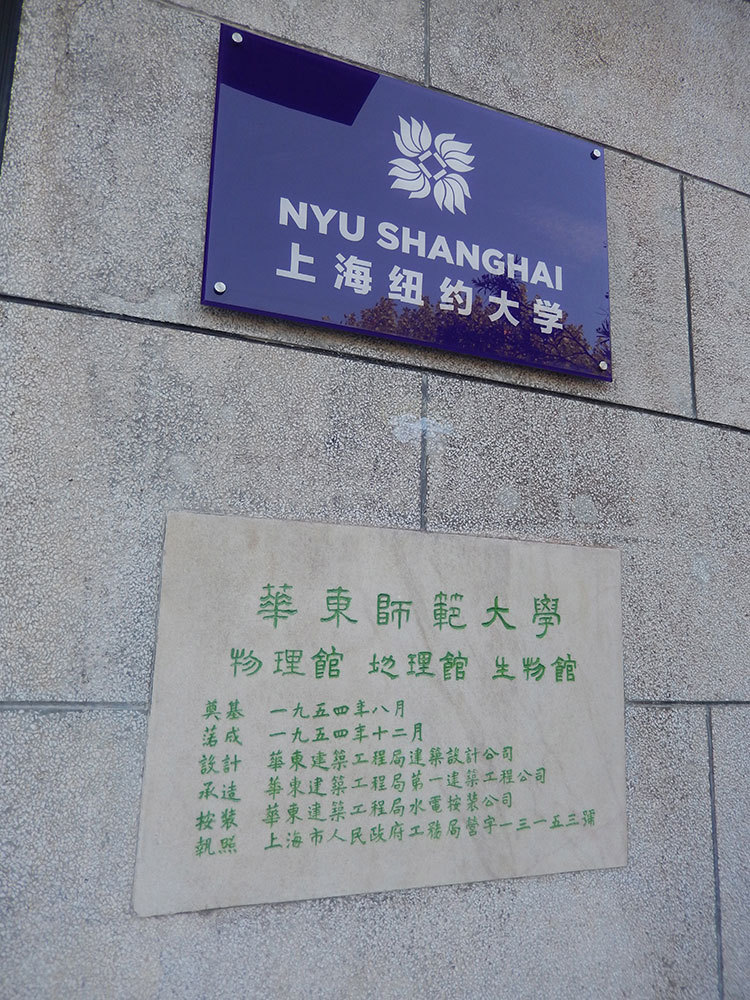 NYU SHANGHAI
上海纽约大学
華東師範大學
物理館 地理館 生物館
奠基 一九五四年八月
落成 一九五四年十二月
設計 華東建築工程局建築設計公司
承造 華東建築工程局第一建築工程公司
按裝 華東建築工程局水電按裝公司
執照 上海市人民政府工務局營字一三一五三號